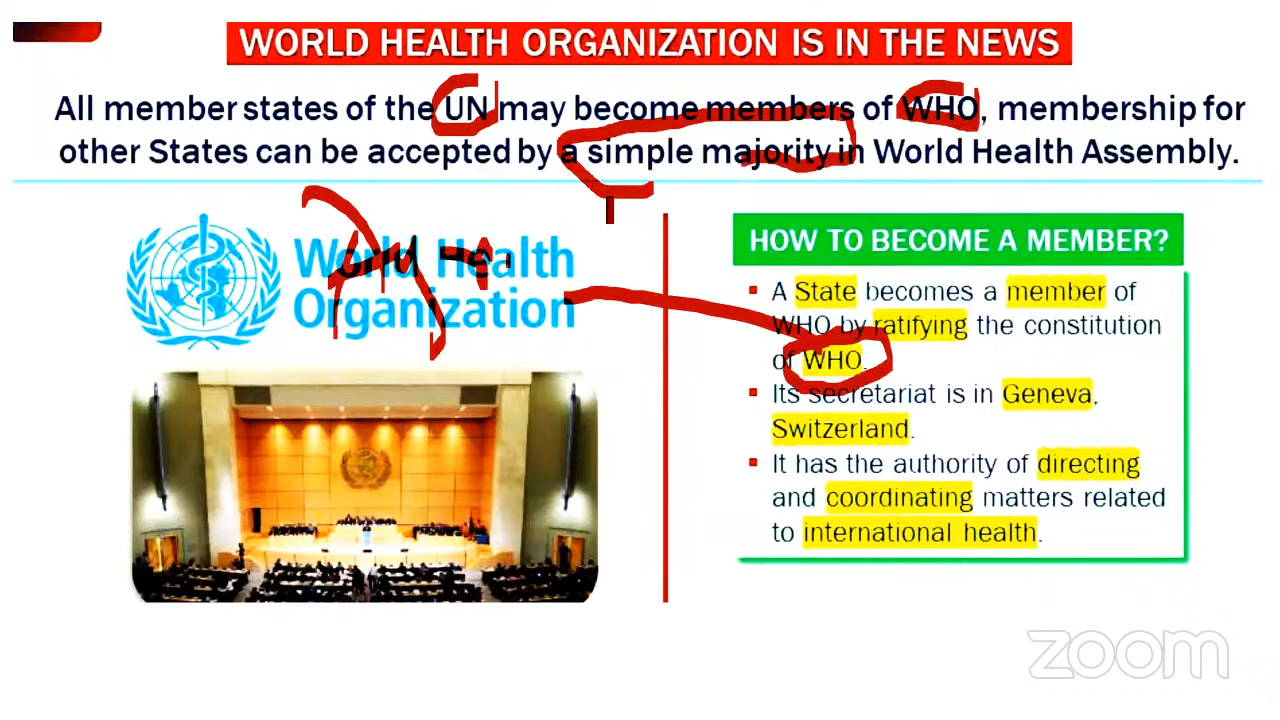 WORLD HEALTH ORGANIZATION IS IN THE NEWS
All member states of the UN may become members of WHO, membership for
other States can be accepted by a simple majority in World Health Assembly.
World Health
Organization
HOW TO BECOME A MEMBER?
▪ A State becomes a member of
WHO by ratifying the constitution
of WHO.
▪ Its secretariat is in Geneva,
Switzerland.
▪ It has the authority of directing
and coordinating matters related
to international health.
zoom